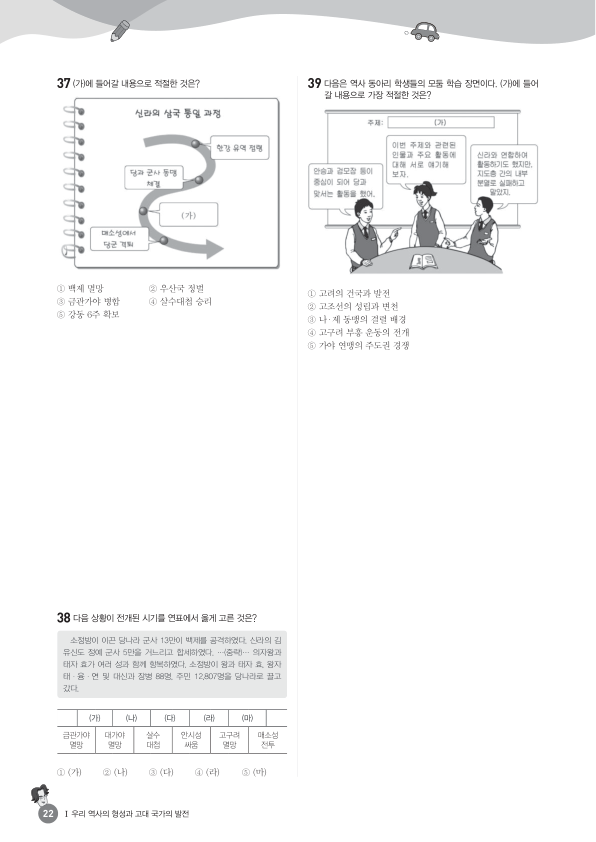 37 (가)에 들어갈 내용으로 적절한 것은?
신라의 삼국 통일 과정
한강 유역 점령
당과 군사 동맹
체결
(가)
매소성에서
당군 격퇴
① 백제 멸망 ② 우산국 정벌
③ 금관가야 병합 ④ 살수대첩 승리
⑤ 강동 6주 확보
38 다음 상황이 전개된 시기를 연표에서 옳게 고른 것은?
소정방이 이끈 당나라 군사 13만이 백제를 공격하였다. 신라의 김
유신도 정예 군사 5만을 거느리고 합세하였다. …(중략)… 의자왕과
태자 효가 여러 성과 함께 항복하였다. 소정방이 왕과 태자 효, 왕자
태·융·연 및 대신과 장병 88명, 주민 12,807명을 당나라로 끌고
갔다.
(가) (나) (다) (라) (마)
금관가야 대가야 살수 안시성 고구려 매소성
멸망 멸망 대첩 싸움 멸망 전투
① (가) ② (나) ③ (다) ④ (라) ⑤ (마)
39 다음은 역사 동아리 학생들의 모둠 학습 장면이다. (가)에 들어
갈 내용으로 가장 적절한 것은?
주제: (가)
안승과 검모잠 등이
중심이 되어 당과
맞서는 활동을 했어.
이번 주제와 관련된
인물과 주요 활동에
대해 서로 얘기해
보자.
신라와 연합하여
활동하기도 했지만,
지도층 간의 내부
분열로 실패하고
말았지.
① 고려의 건국과 발전
② 고조선의 성립과 변천
③ 나·제 동맹의 결렬 배경
④ 고구려 부흥 운동의 전개
⑤ 가야 연맹의 주도권 경쟁
22 I 우리 역사의 형성과 고대 국가의 발전